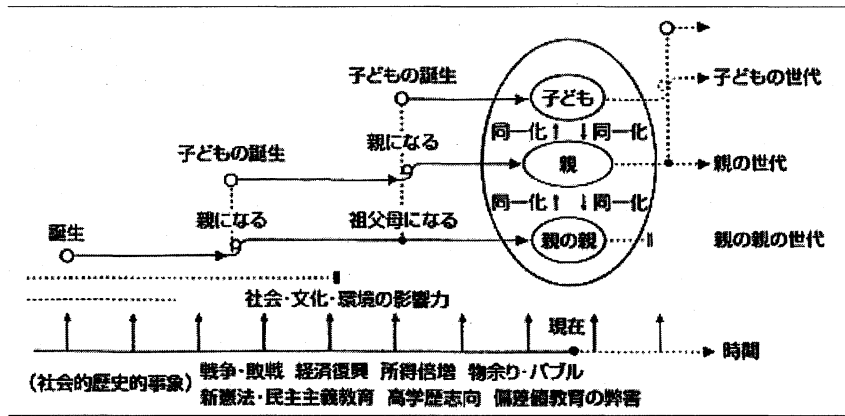 子どもの誕生
子ども
子どもの世代
同一化 同一化
子どもの誕生
親になる
親
親の世代
同一化 同一化
誕生
親になる
祖父母になる
親の親
親の親の世代
社会・文化・環境の影響力
現在
時間
(社会的歴史的事象)
戦争・敗戦 経済復興 所得倍増 物余り・バブル
新憲法・民主主義教育 高学歴志向 偏差値教育の弊害